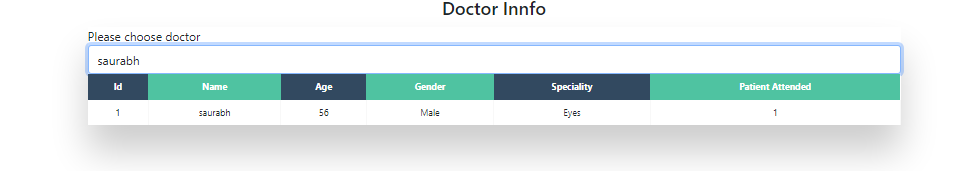 Doctor Innfo
Please choose doctor
saurabh
Id Name Age Gender Speciality Patient Attended
1 saurabh 56 Male Eyes 1